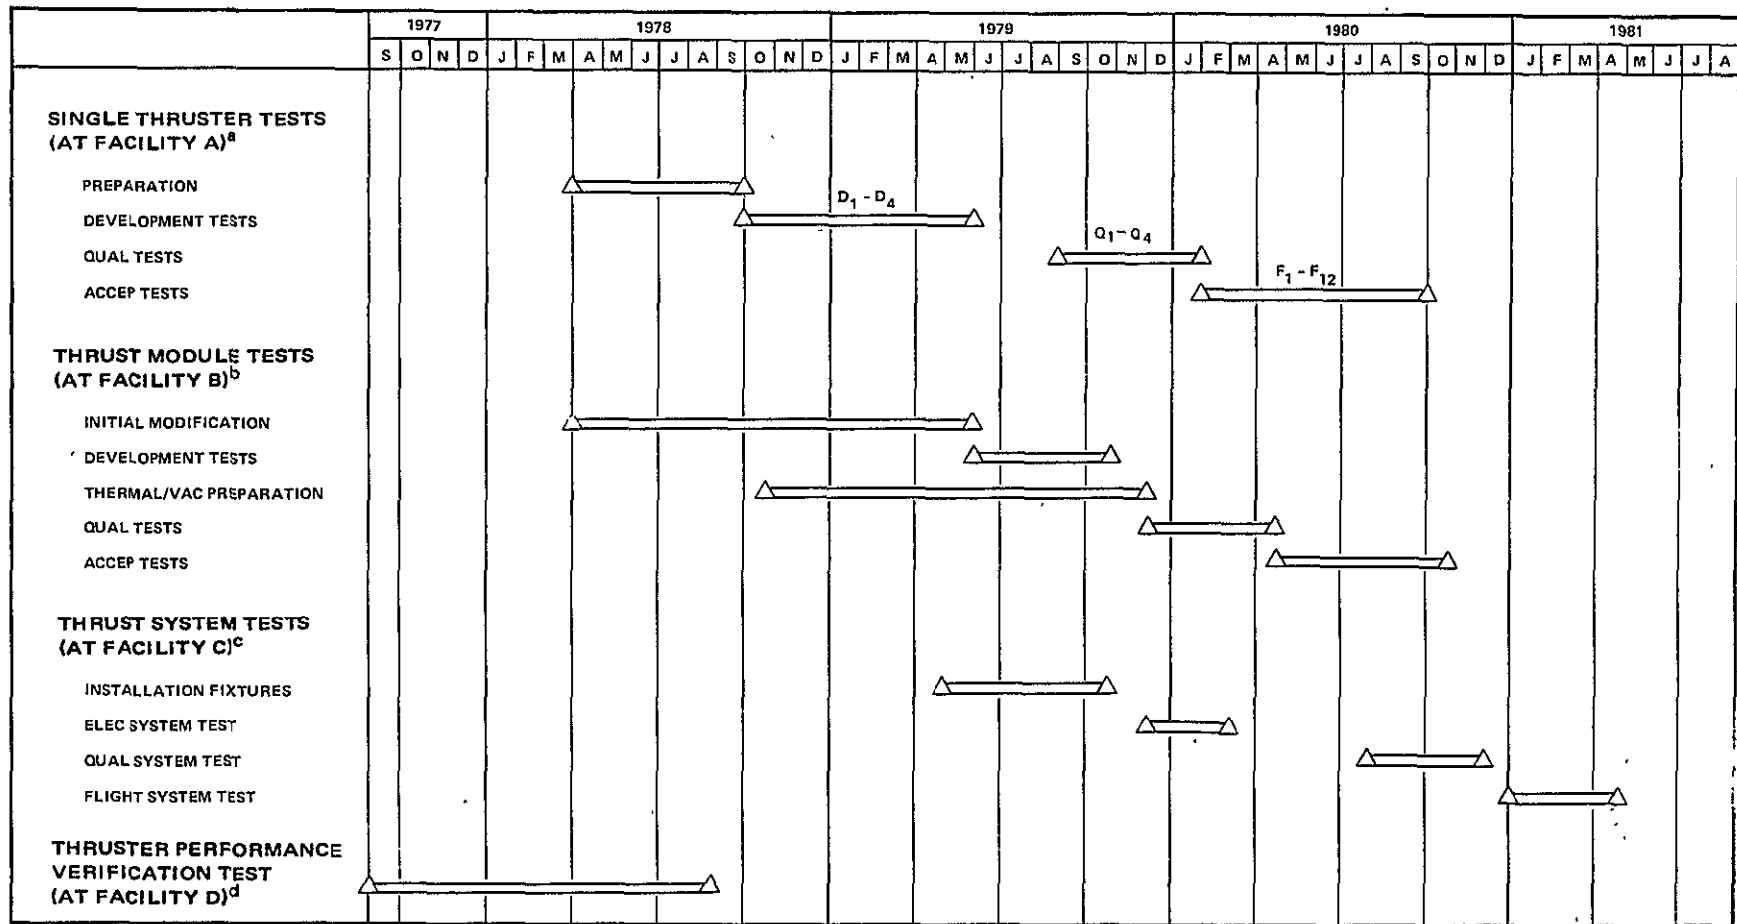 1977 1978 1979 1980 1981
S O N D J F M A M J J A S O N D J F M A M J J A S O N D J F M A M J J A S O N D J F M A M J J A
SINGLE THRUSTER TESTS
(AT FACILITY A)a
PREPARATION
D1 - D4
DEVELOPMENT TESTS
Q1 - Q4
QUAL TESTS
F1 - F12
ACCEP TESTS
THRUST MODULE TESTS
(AT FACILITY B)b
INITIAL MODIFICATION
DEVELOPMENT TESTS
THERMAL/VAC PREPARATION
QUAL TESTS
ACCEP TESTS
THRUST SYSTEM TESTS
(AT FACILITY C)c
INSTALLATION FIXTURES
ELEC SYSTEM TEST
QUAL SYSTEM TEST
FLIGHT SYSTEM TEST
THRUSTER PERFORMANCE
VERIFICATION TEST
(AT FACILITY D)d